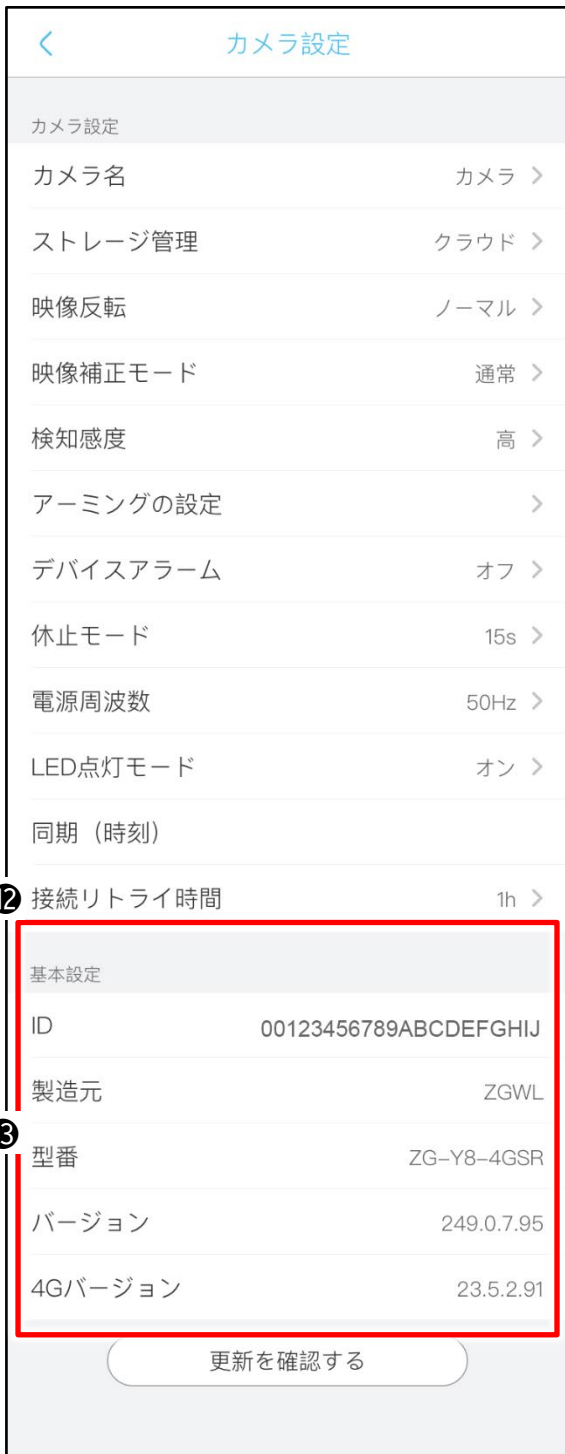 カメラ設定
カメラ設定
カメラ名 カメラ
ストレージ管理 クラウド
映像反転 ノーマル
映像補正モード 通常
検知感度 高
アーミングの設定
デバイスアラーム オフ
休止モード 15s
電源周波数 50Hz
LED点灯モード オン
同期（時刻）
⓬ 接続リトライ時間 1h
基本設定
ID 00123456789ABCDEFGHIJ
製造元 ZGWL
型番 ZG-Y8-4GSR
バージョン 249.0.7.95
4Gバージョン 23.5.2.91
更新を確認する